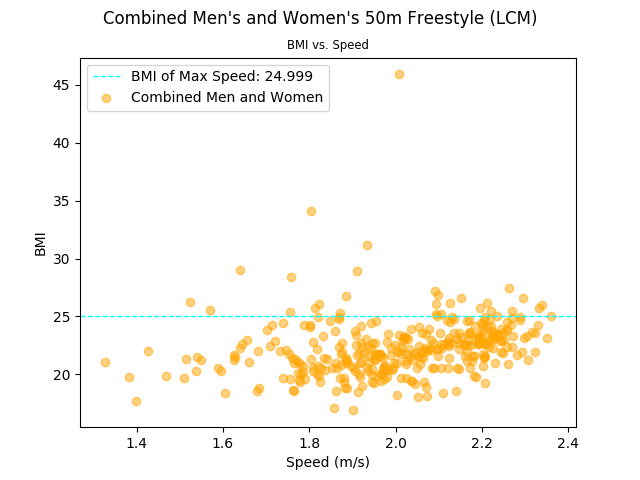 Combined Men's and Women's 50m Freestyle (LCM)
BMI vs. Speed
BMI of Max Speed: 24.999
Combined Men and Women
45
40
35
30
25
20
BMI
1.4 1.6 1.8 2.0 2.2 2.4
Speed (m/s)